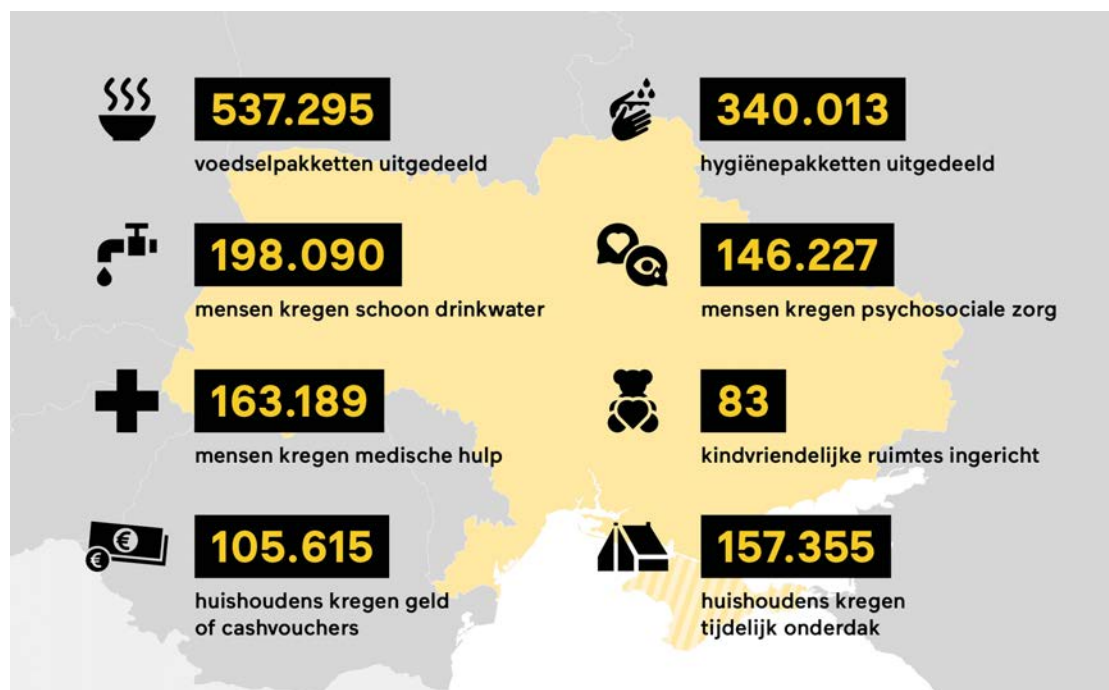 537.295
voedselpakketten uitgedeeld
340.013
hygiënepakketten uitgedeeld
198.090
mensen kregen schoon drinkwater
146.227
mensen kregen psychosociale zorg
163.189
mensen kregen medische hulp
83
kindvriendelijke ruimtes ingericht
€
€
105.615
huishoudens kregen geld
of cashvouchers
157.355
huishoudens kregen
tijdelijk onderdak